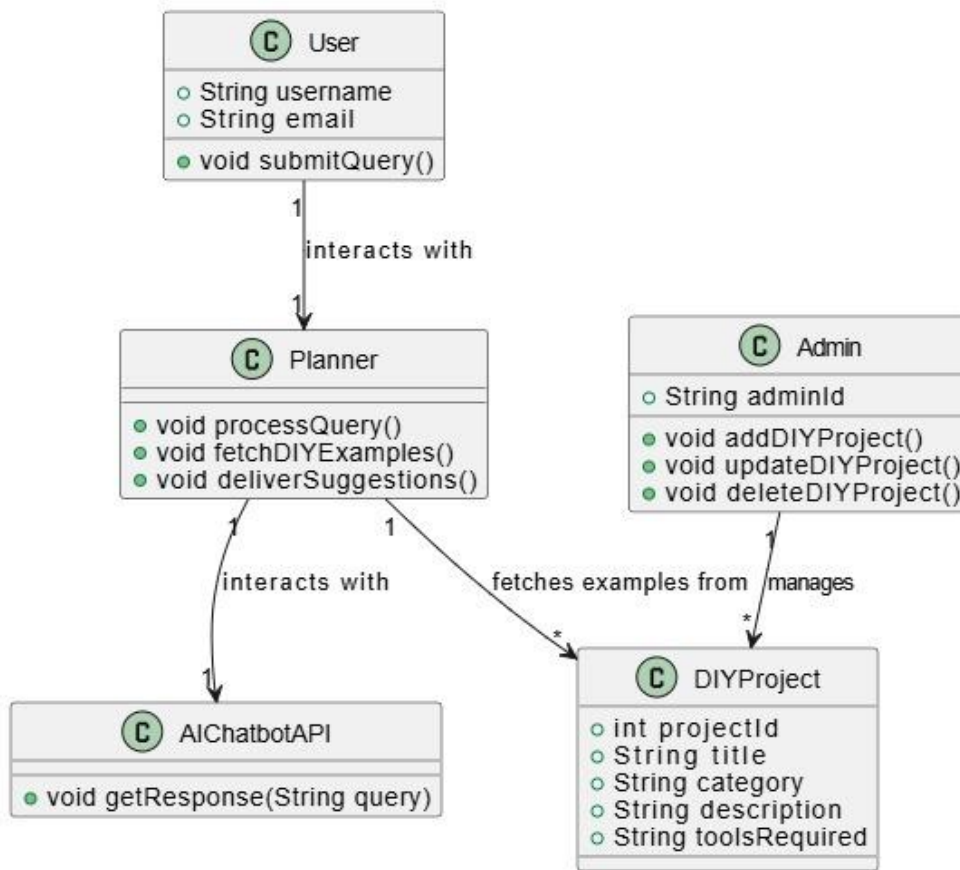 C User
String username
String email
void submitQuery()
1
interacts with
1
C Planner
void processQuery()
void fetchDIYExamples()
void deliverSuggestions()
C Admin
String adminId
void addDIYProject()
void updateDIYProject()
void deleteDIYProject()
1
interacts with
1
1
fetches examples from
*
1
manages
*
C AIChatbotAPI
void getResponse(String query)
C DIYProject
int projectId
String title
String category
String description
String toolsRequired